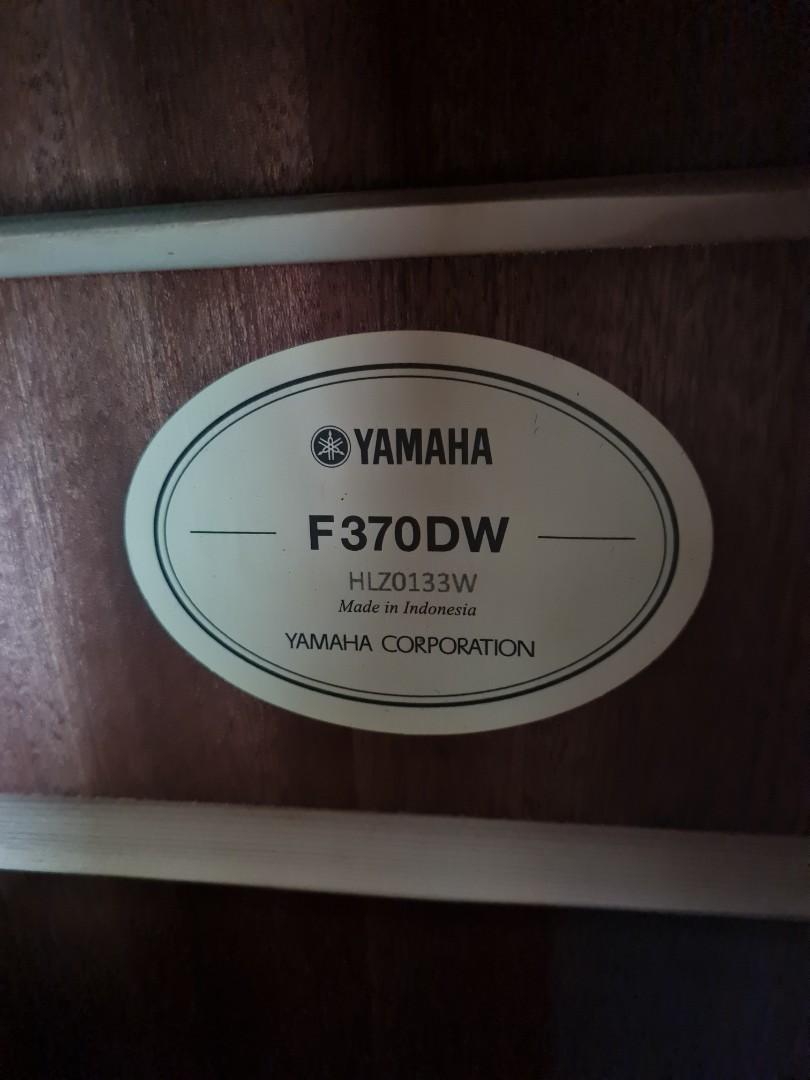 YAMAHA
F370DW
HLZ0133W
Made in Indonesia
YAMAHA CORPORATION